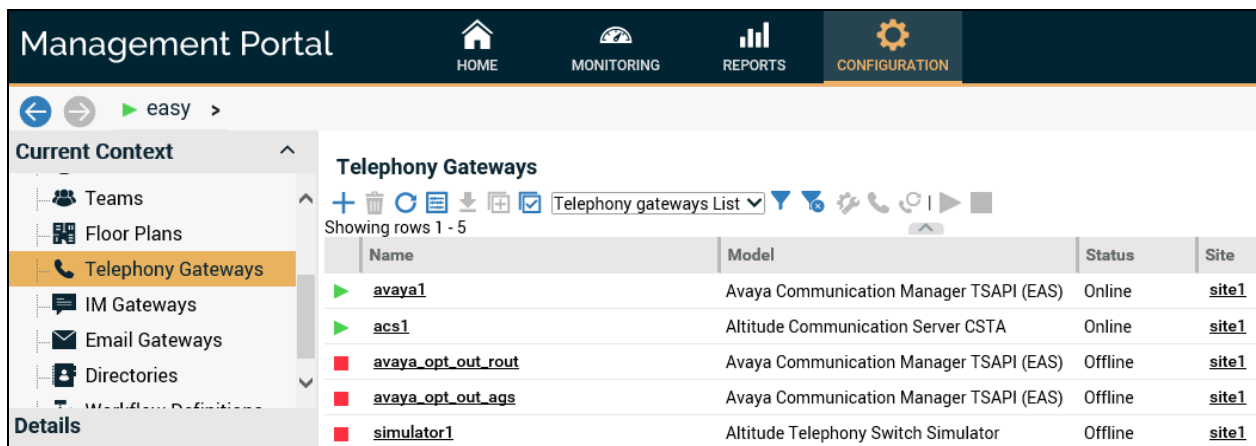 Management Portal
HOME
MONITORING
REPORTS
CONFIGURATION
easy >
Current Context
Teams
Floor Plans
Telephony Gateways
IM Gateways
Email Gateways
Directories
Workflow Definitions
Details
Telephony Gateways
Telephony gateways List
Showing rows 1 - 5
Name Model Status Site
avaya1 Avaya Communication Manager TSAPI (EAS) Online site1
acs1 Altitude Communication Server CSTA Online site1
avaya_opt_out_rout Avaya Communication Manager TSAPI (EAS) Offline site1
avaya_opt_out_ags Avaya Communication Manager TSAPI (EAS) Offline site1
simulator1 Altitude Telephony Switch Simulator Offline site1